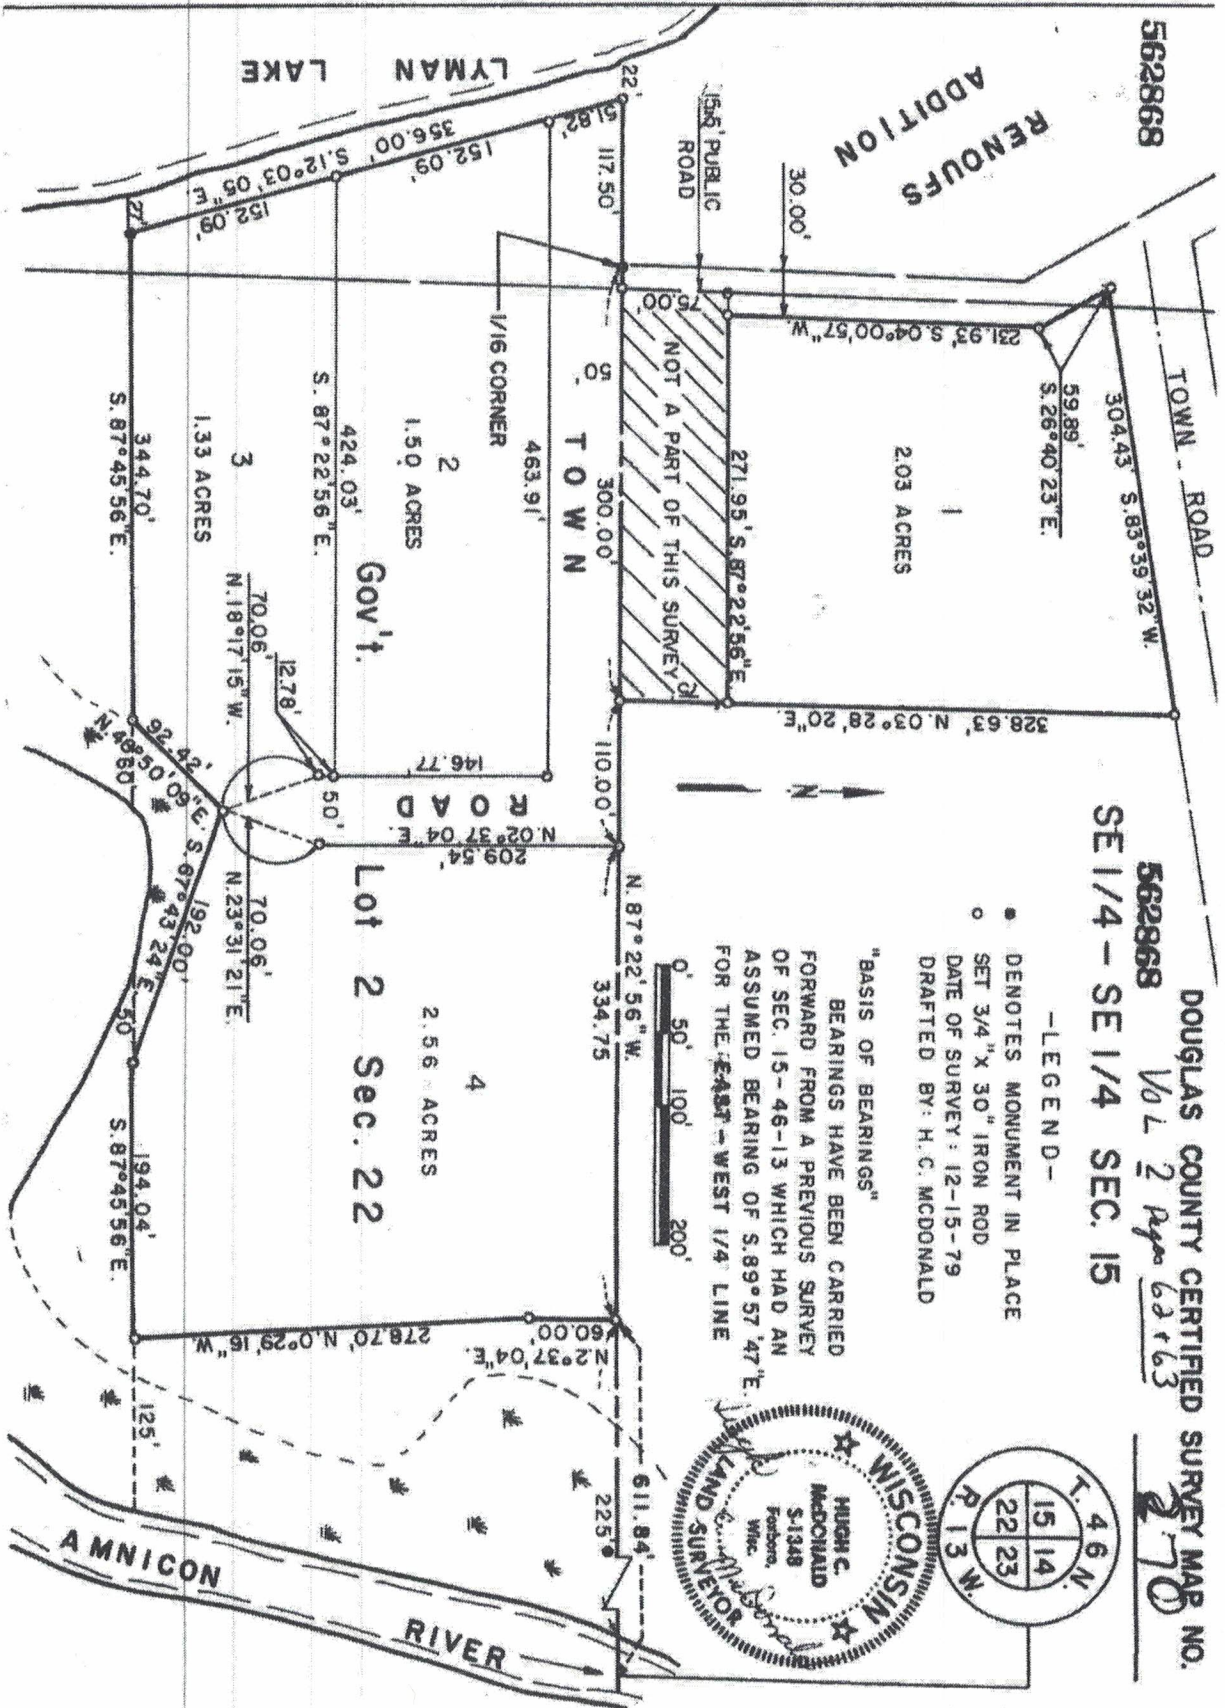 DOUGLAS COUNTY CERTIFIED SURVEY MAP NO.
270
562868
562868
Vol 2 Pages 62 + 63
SE 1/4 - SE 1/4 SEC. 15
T. 46 N.
15 14
22 23
R 13 W.
-LEGEND-
• DENOTES MONUMENT IN PLACE
○ SET 3/4" x 30" IRON ROD
DATE OF SURVEY: 12-15-79
DRAFTED BY: H. C. MCDONALD
"BASIS OF BEARINGS"
BEARINGS HAVE BEEN CARRIED
FORWARD FROM A PREVIOUS SURVEY
OF SEC. 15-46-13 WHICH HAD AN
ASSUMED BEARING OF S.89°57'47"E.
FOR THE EAST-WEST 1/4 LINE
WISCONSIN
HUGH C.
McDONALD
S-1348
Foxboro,
Wisc.
LAND SURVEYOR
Hugh C. McDonald
0' 50' 100' 200'
N
RENOUFS
ADDITION
TOWN ROAD
304.43' S.83°39'32"W.
59.89'
S.26°40'23"E.
1
2.03 ACRES
231.93' S.04°00'57"W.
328.63' N.03°28'20"E.
30.00'
15.5' PUBLIC
ROAD
271.95' S.87°22'56"E.
75.00'
NOT A PART OF THIS SURVEY
22'
117.50'
50'
300.00'
110.00'
N.87°22'56"W.
334.75
611.84'
225'
51.82'
TOWN
ROAD
463.91'
1/16 CORNER
2
1.50 ACRES
152.09'
356.00'
S.12°03'05"E
152.09'
LYMAN LAKE
424.03'
S. 87°22'56"E.
146.77'
N.02°37'04"E.
209.54'
50'
12.78'
70.06'
N.18°17'15"W.
70.06'
N.23°31'21"E.
Gov't. Lot 2 Sec. 22
3
1.33 ACRES
27'
344.70'
S.87°45'56"E.
92.42'
N.46°50'09"E.
60'
192.00'
S.67°43'24"E.
50'
4
2.56 ACRES
194.04'
S.87°45'56"E.
60.00'
N.2°37'04"E.
278.70' N.0°29'16"W.
125'
AMNICON RIVER